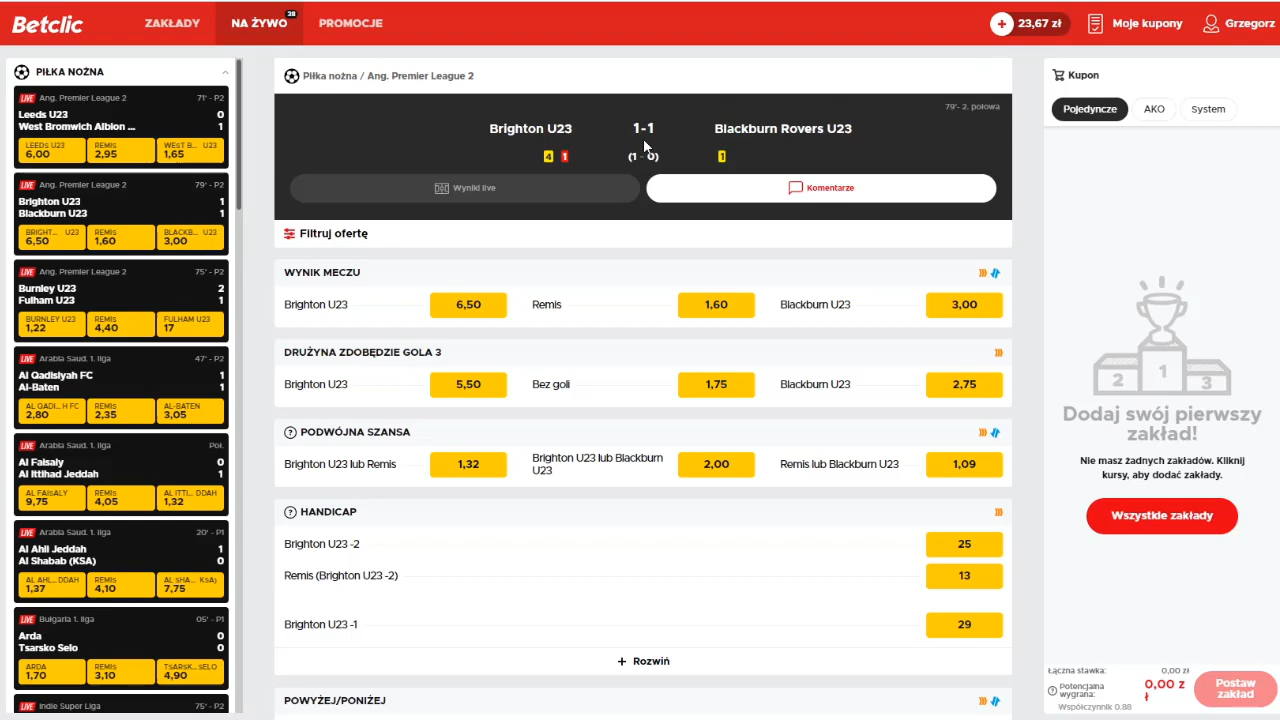 Betclic
ZAKŁADY
NA ŻYWO 28
PROMOCJE
+ 23,67 zł
Moje kupony
Grzegorz
PIŁKA NOŻNA
LIVE Ang. Premier League 2 71' - P2
Leeds U23 0
West Bromwich Albion ... 1
LEEDS U23 REMIS WEST B... U23
6,00 2,95 1,65
LIVE Ang. Premier League 2 79' - P2
Brighton U23 1
Blackburn U23 1
BRIGHT... U23 REMIS BLACKB... U23
6,50 1,60 3,00
LIVE Ang. Premier League 2 75' - P2
Burnley U23 2
Fulham U23 1
BURNLEY U23 REMIS FULHAM U23
1,22 4,40 17
LIVE Arabia Saud. 1. liga 47' - P2
Al Qadisiyah FC 1
Al-Baten 1
AL QADI... H FC REMIS AL-BATEN
2,80 2,35 3,05
LIVE Arabia Saud. 1. liga Poł.
Al Faisaly 0
Al Ittihad Jeddah 1
AL FAISALY REMIS AL ITTI... DDAH
9,75 4,05 1,32
LIVE Arabia Saud. 1. liga 20' - P1
Al Ahli Jeddah 1
Al Shabab (KSA) 0
AL AHL... DDAH REMIS AL SHA... KSA)
1,37 4,10 7,75
LIVE Bułgaria 1. liga 05' - P1
Arda 0
Tsarsko Selo 0
ARDA REMIS TSARSK... SELO
1,70 3,10 4,90
LIVE Indie Super Liga 75' - P2
Piłka nożna / Ang. Premier League 2
79'- 2. połowa
Brighton U23 1-1 Blackburn Rovers U23
4 1 (1 - 0) 1
Wyniki live
Komentarze
Filtruj ofertę
WYNIK MECZU
Brighton U23 6,50 Remis 1,60 Blackburn U23 3,00
DRUŻYNA ZDOBĘDZIE GOLA 3
Brighton U23 5,50 Bez goli 1,75 Blackburn U23 2,75
? PODWÓJNA SZANSA
Brighton U23 lub Remis 1,32 Brighton U23 lub Blackburn U23 2,00 Remis lub Blackburn U23 1,09
? HANDICAP
Brighton U23 -2 25
Remis (Brighton U23 -2) 13
Brighton U23 -1 29
+ Rozwiń
POWYŻEJ/PONIŻEJ
Kupon
Pojedyncze AKO System
2 1 3
Dodaj swój pierwszy
zakład!
Nie masz żadnych zakładów. Kliknij
kursy, aby dodać zakłady.
Wszystkie zakłady
Łączna stawka: 0,00 zł
? Potencjalna
wygrana:
0,00 z
ł
Współczynnik 0.88
Postaw
zakład